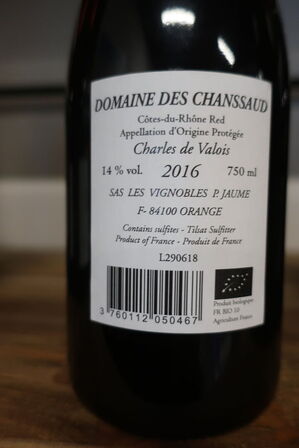 DOMAINE DES CHANSSAUD
Côtes-du-Rhône Red
Appellation d'Origine Protégée
Charles de Valois
14 % vol. 2016 750 ml
SAS LES VIGNOBLES P. JAUME
F- 84100 ORANGE
Contains sulfites - Tilsat Sulfitter
Product of France - Produit de France
L290618
3 760112 050467
Produit biologique
FR BIO 10
Agriculture France